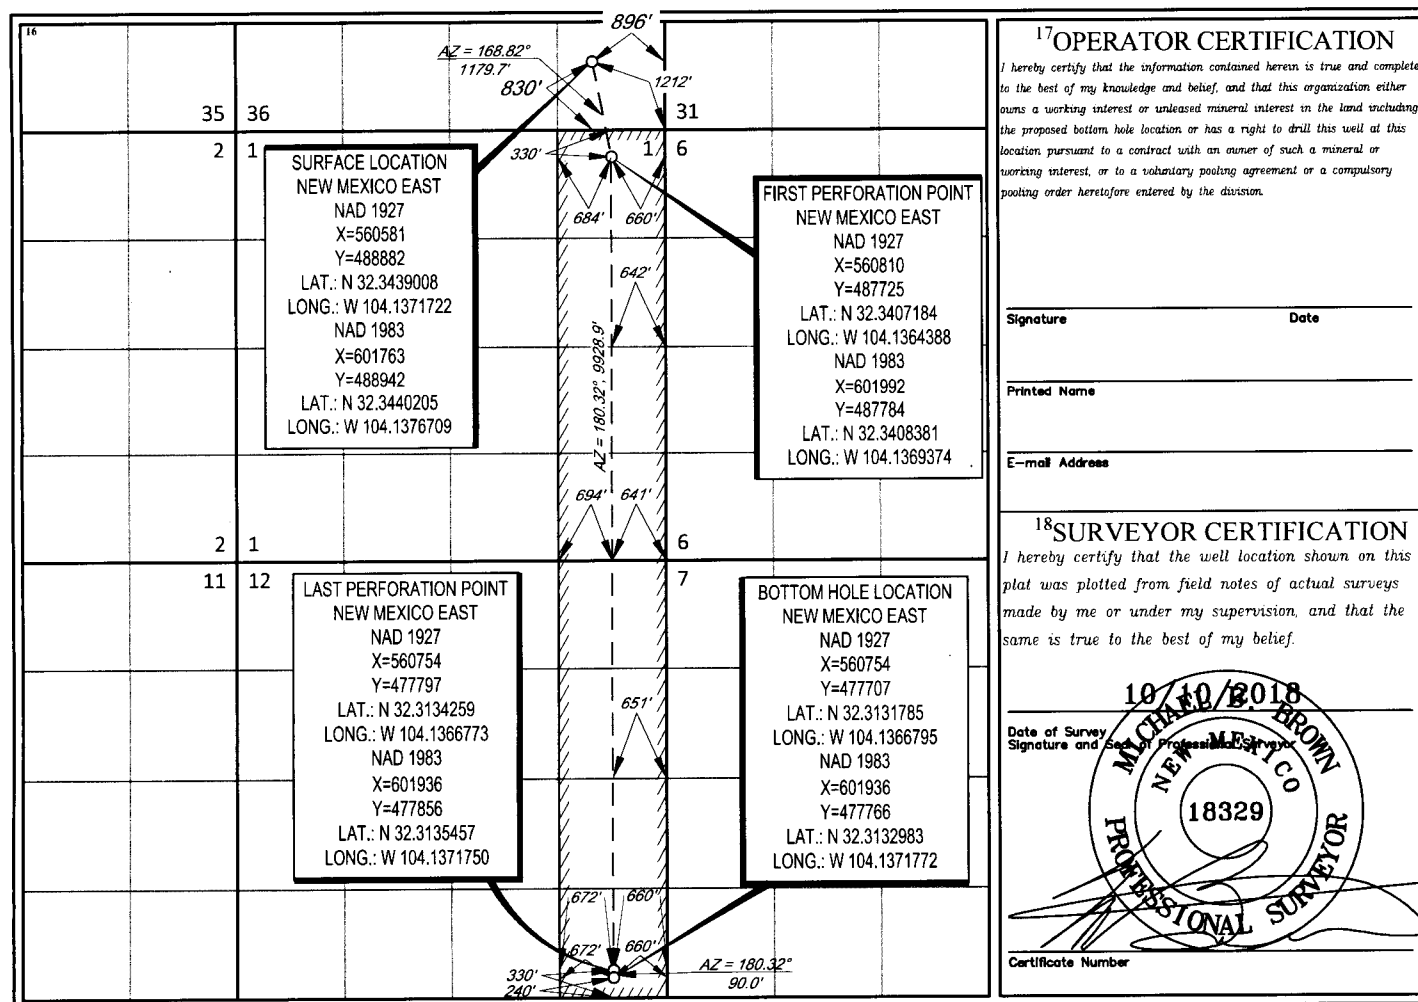 16
896'
AZ = 168.82°
1179.7'
830'
1212'
35 36
31
2 1
330'
1 6
SURFACE LOCATION
NEW MEXICO EAST
NAD 1927
X=560581
Y=488882
LAT.: N 32.3439008
LONG.: W 104.1371722
NAD 1983
X=601763
Y=488942
LAT.: N 32.3440205
LONG.: W 104.1376709
684'
660'
FIRST PERFORATION POINT
NEW MEXICO EAST
NAD 1927
X=560810
Y=487725
LAT.: N 32.3407184
LONG.: W 104.1364388
NAD 1983
X=601992
Y=487784
LAT.: N 32.3408381
LONG.: W 104.1369374
642'
AZ = 180.32°, 9928.9'
694'
641'
2 1
6
11 12
7
LAST PERFORATION POINT
NEW MEXICO EAST
NAD 1927
X=560754
Y=477797
LAT.: N 32.3134259
LONG.: W 104.1366773
NAD 1983
X=601936
Y=477856
LAT.: N 32.3135457
LONG.: W 104.1371750
BOTTOM HOLE LOCATION
NEW MEXICO EAST
NAD 1927
X=560754
Y=477707
LAT.: N 32.3131785
LONG.: W 104.1366795
NAD 1983
X=601936
Y=477766
LAT.: N 32.3132983
LONG.: W 104.1371772
651'
672'
660'
672'
660'
330'
240'
AZ = 180.32°
90.0'
17 OPERATOR CERTIFICATION
I hereby certify that the information contained herein is true and complete
to the best of my knowledge and belief, and that this organization either
owns a working interest or unleased mineral interest in the land including
the proposed bottom hole location or has a right to drill this well at this
location pursuant to a contract with an owner of such a mineral or
working interest, or to a voluntary pooling agreement or a compulsory
pooling order heretofore entered by the division.
Signature Date
Printed Name
E-mail Address
18 SURVEYOR CERTIFICATION
I hereby certify that the well location shown on this
plat was plotted from field notes of actual surveys
made by me or under my supervision, and that the
same is true to the best of my belief.
10/10/2018
Date of Survey
Signature and Seal of Professional Surveyor
MICHAEL B. BROWN
NEW MEXICO
18329
PROFESSIONAL SURVEYOR
Certificate Number